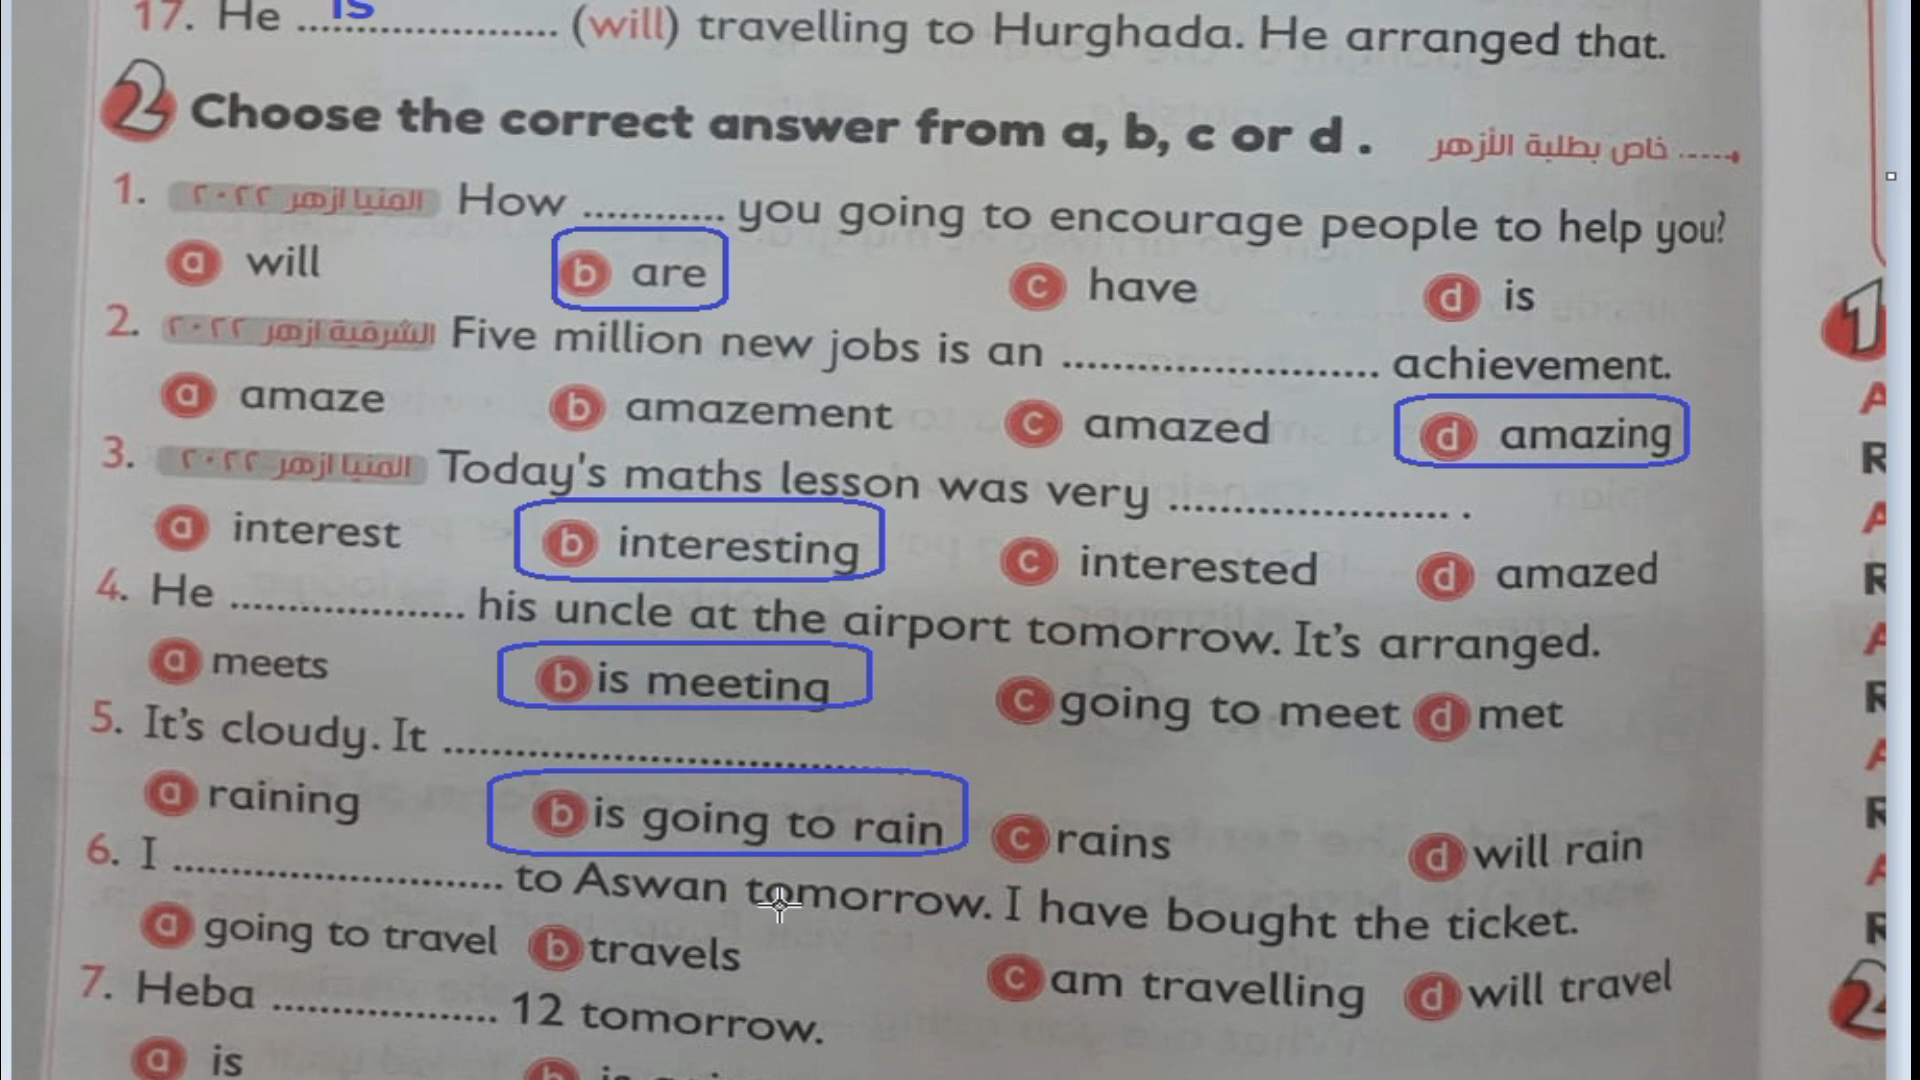 17. He ...is... (will) travelling to Hurghada. He arranged that.
2 Choose the correct answer from a, b, c or d . خاص بطلبة الأزهر
1. المنيا ازهر ٢٠٢٢ How ............ you going to encourage people to help you?
a will b are c have d is
2. الشرقية ازهر ٢٠٢٢ Five million new jobs is an ........................... achievement.
a amaze b amazement c amazed d amazing
3. المنيا ازهر ٢٠٢٢ Today's maths lesson was very ........................ .
a interest b interesting c interested d amazed
4. He .................... his uncle at the airport tomorrow. It's arranged.
a meets b is meeting c going to meet d met
5. It's cloudy. It ........................................
a raining b is going to rain c rains d will rain
6. I ............................ to Aswan tomorrow. I have bought the ticket.
a going to travel b travels c am travelling d will travel
7. Heba ................... 12 tomorrow.
a is b
1
A
R
A
R
A
R
A
R
A
R
2